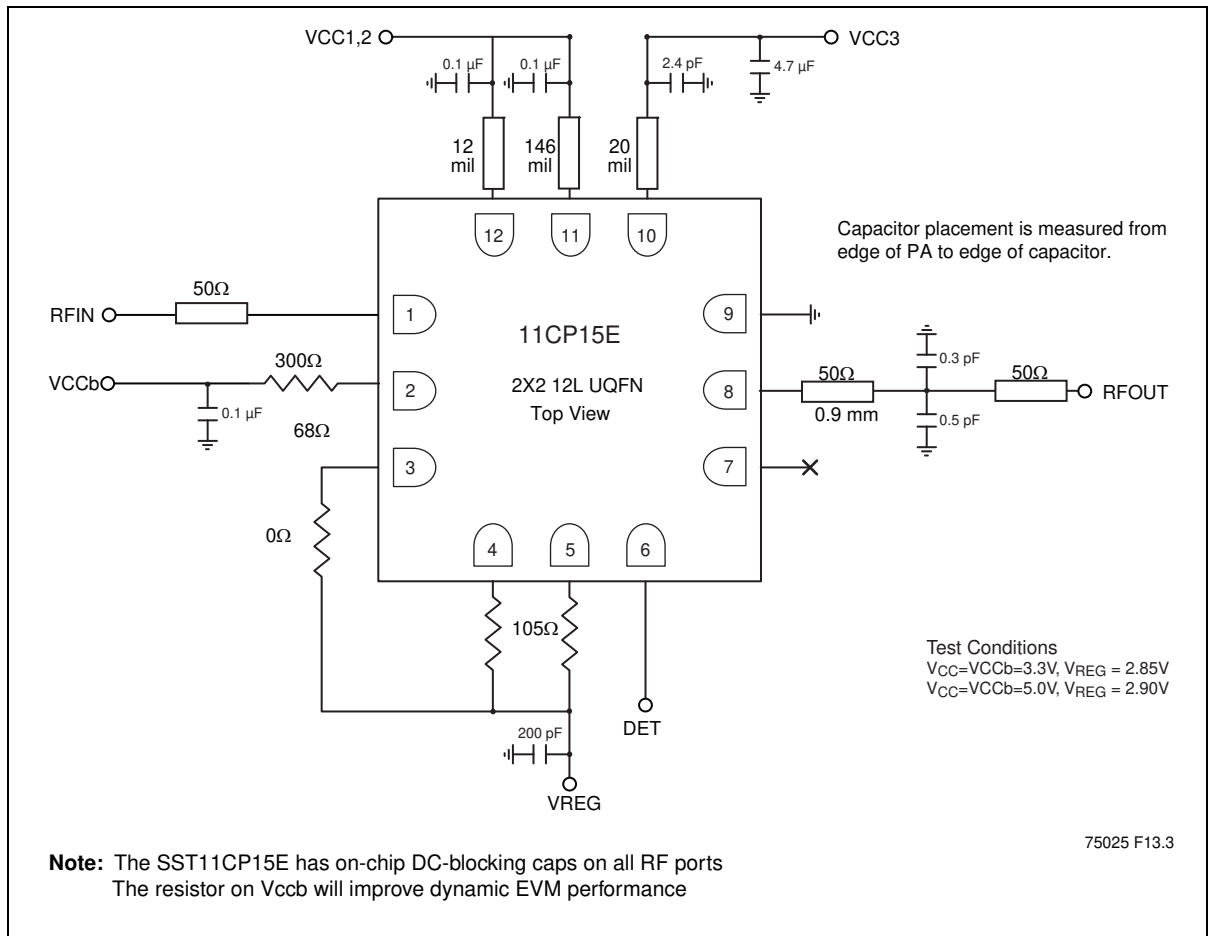 VCC1,2
VCC3
0.1 µF
0.1 µF
2.4 pF
4.7 µF
12
mil
146
mil
20
mil
12
11
10
Capacitor placement is measured from
edge of PA to edge of capacitor.
50Ω
RFIN
1
9
11CP15E
300Ω
VCCb
2
2X2 12L UQFN
Top View
8
50Ω
0.9 mm
0.3 pF
50Ω
RFOUT
0.1 µF
0.5 pF
68Ω
3
7
0Ω
4
5
6
105Ω
Test Conditions
VCC=VCCb=3.3V, VREG = 2.85V
VCC=VCCb=5.0V, VREG = 2.90V
DET
200 pF
VREG
75025 F13.3
Note: The SST11CP15E has on-chip DC-blocking caps on all RF ports
The resistor on Vccb will improve dynamic EVM performance